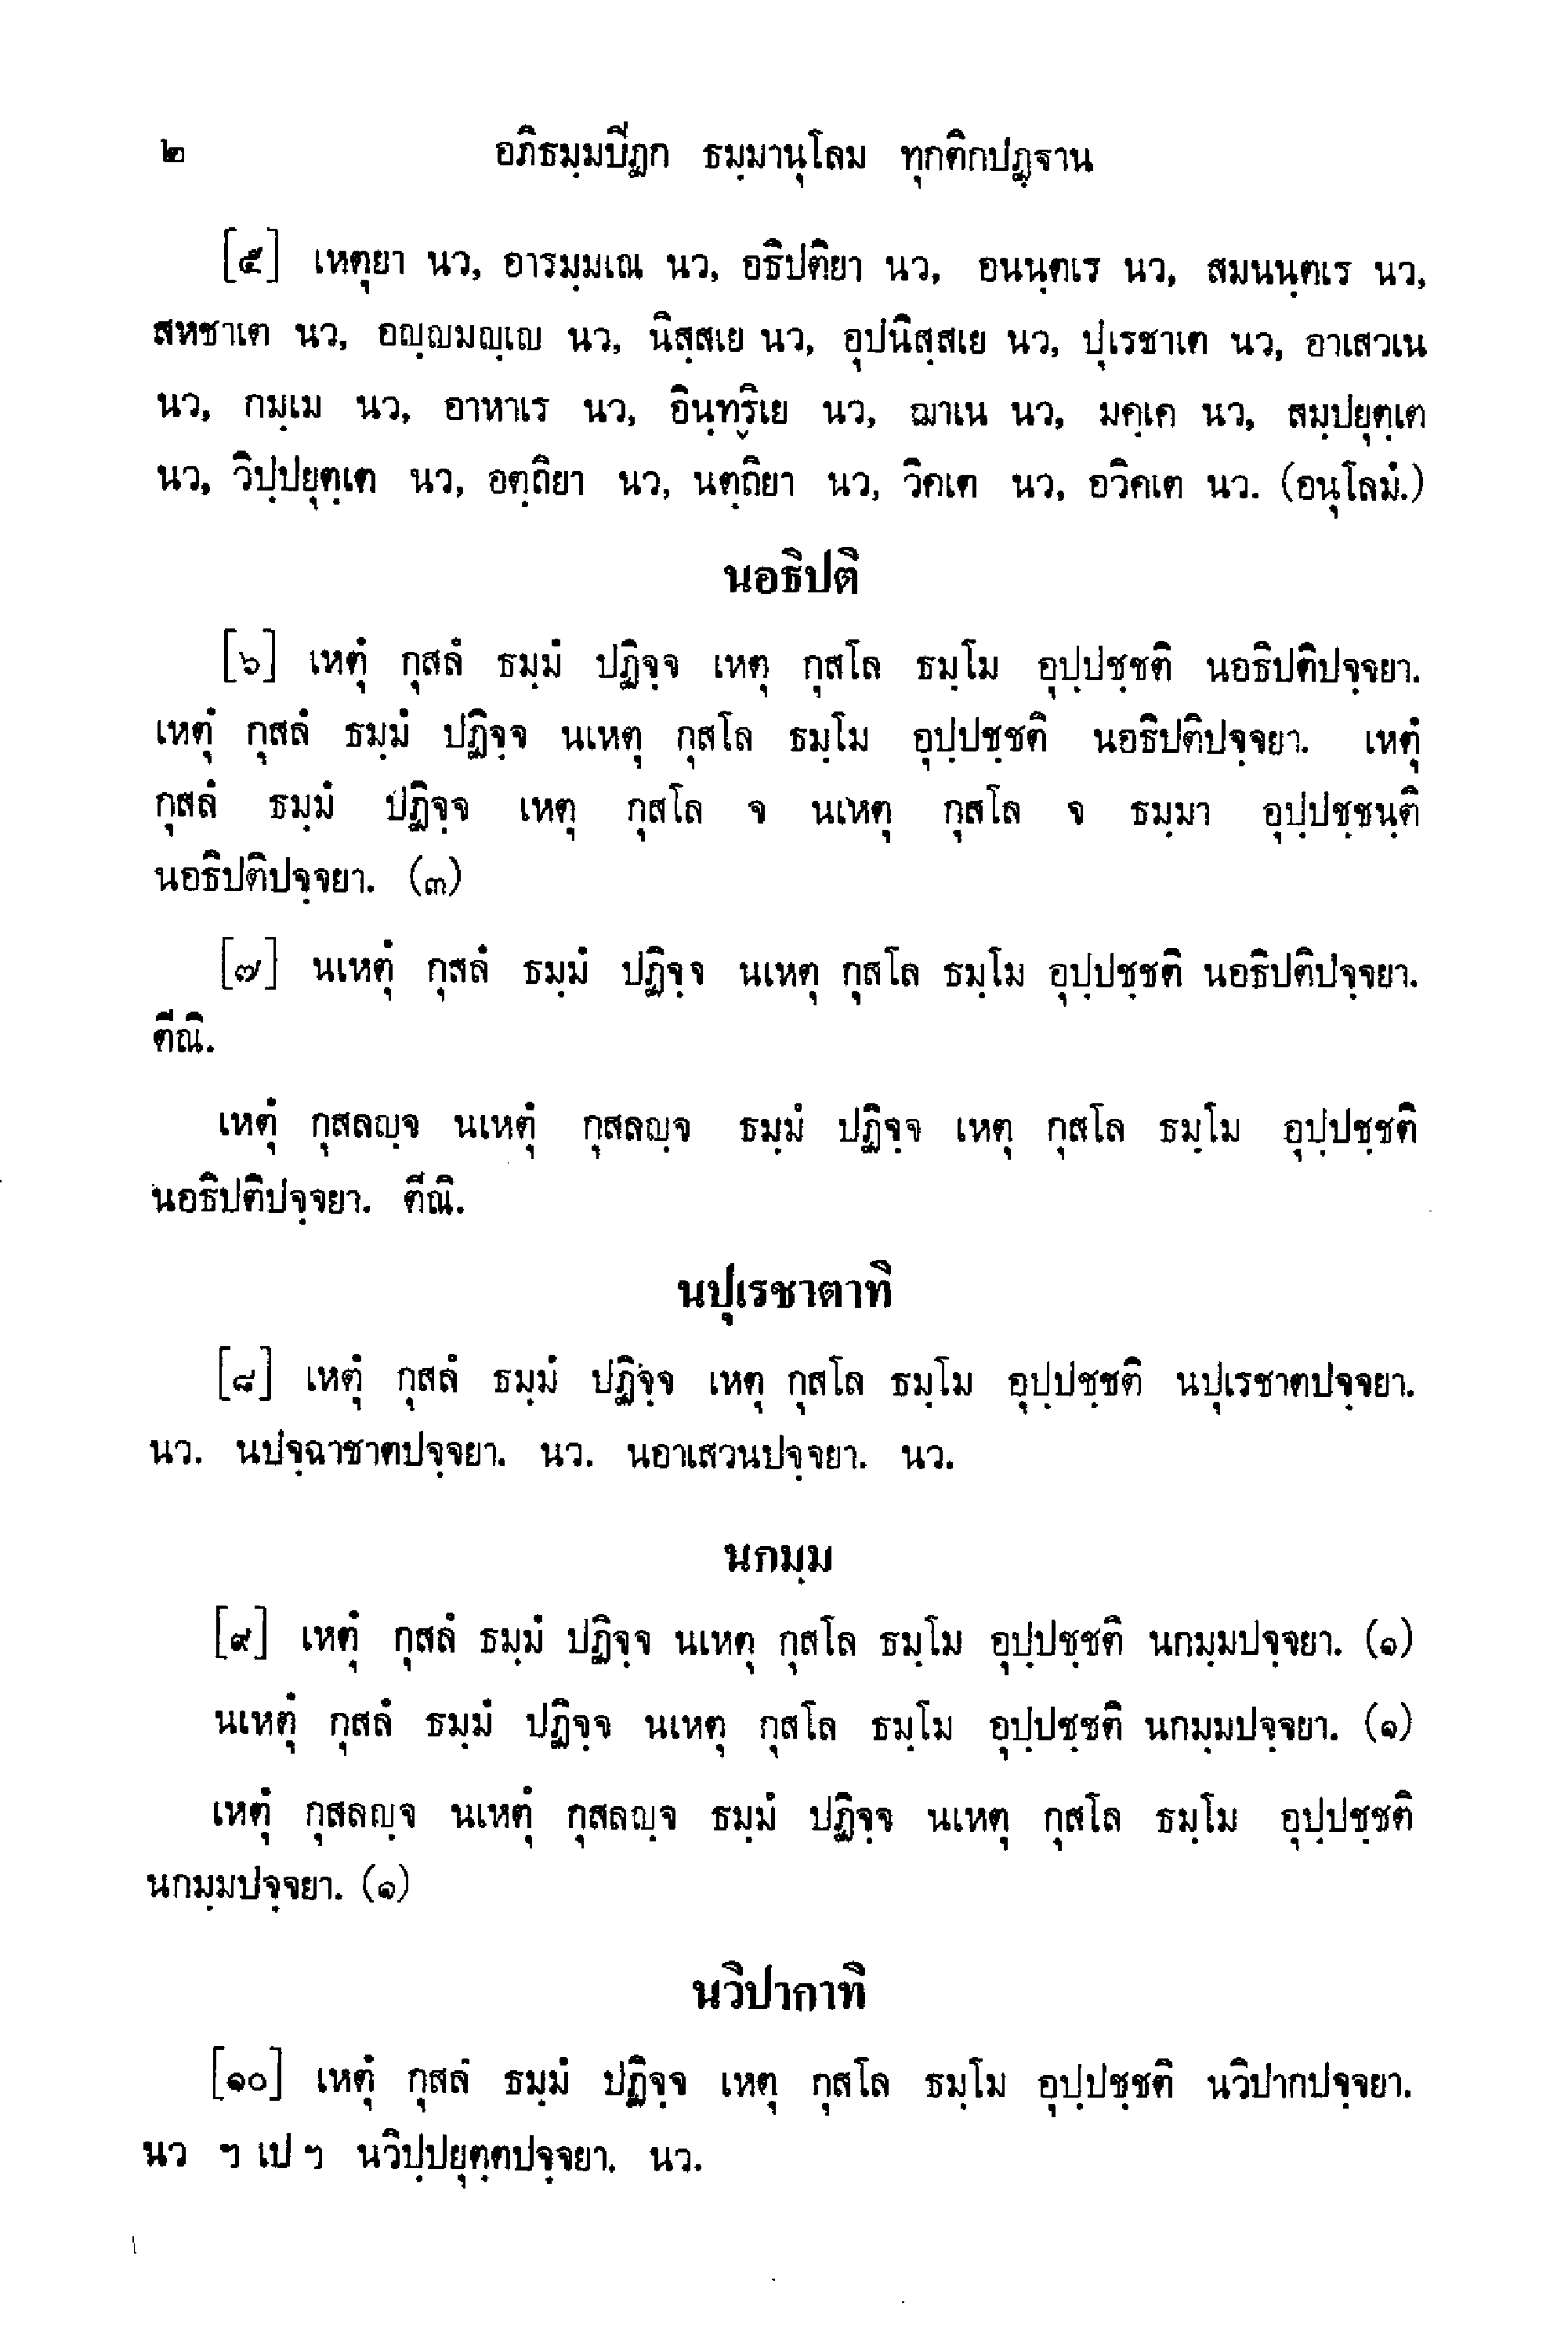 ๒ อภิธมฺมปิฏก ธมฺมานุโลม ทุกติกปฏฺฐาน
[๕] เหตุยา นว, อารมฺมเณ นว, อธิปติยา นว, อนนฺตเร นว, สมนนฺตเร นว,
สหชาเต นว, อญฺญมญฺเญ นว, นิสฺสเย นว, อุปนิสฺสเย นว, ปุเรชาเต นว, อาเสวเน
นว, กมฺเม นว, อาหาเร นว, อินฺทฺริเย นว, ฌาเน นว, มคฺเค นว, สมฺปยุตฺเต
นว, วิปฺปยุตฺเต นว, อตฺถิยา นว, นตฺถิยา นว, วิคเต นว, อวิคเต นว. (อนุโลมํ.)
นอธิปติ
[๖] เหตุํ กุสลํ ธมฺมํ ปฏิจฺจ เหตุ กุสโล ธมฺโม อุปฺปชฺชติ นอธิปติปจฺจยา.
เหตุํ กุสลํ ธมฺมํ ปฏิจฺจ นเหตุ กุสโล ธมฺโม อุปฺปชฺชติ นอธิปติปจฺจยา. เหตุํ
กุสลํ ธมฺมํ ปฏิจฺจ เหตุ กุสโล จ นเหตุ กุสโล จ ธมฺมา อุปฺปชฺชนฺติ
นอธิปติปจฺจยา. (๓)
[๗] นเหตุํ กุสลํ ธมฺมํ ปฏิจฺจ นเหตุ กุสโล ธมฺโม อุปฺปชฺชติ นอธิปติปจฺจยา.
ตีณิ.
เหตุํ กุสลญฺจ นเหตุํ กุสลญฺจ ธมฺมํ ปฏิจฺจ เหตุ กุสโล ธมฺโม อุปฺปชฺชติ
นอธิปติปจฺจยา. ตีณิ.
นปุเรชาตาทิ
[๘] เหตุํ กุสลํ ธมฺมํ ปฏิจฺจ เหตุ กุสโล ธมฺโม อุปฺปชฺชติ นปุเรชาตปจฺจยา.
นว. นปจฺฉาชาตปจฺจยา. นว. นอาเสวนปจฺจยา. นว.
นกมฺม
[๙] เหตุํ กุสลํ ธมฺมํ ปฏิจฺจ นเหตุ กุสโล ธมฺโม อุปฺปชฺชติ นกมฺมปจฺจยา. (๑)
นเหตุํ กุสลํ ธมฺมํ ปฏิจฺจ นเหตุ กุสโล ธมฺโม อุปฺปชฺชติ นกมฺมปจฺจยา. (๑)
เหตุํ กุสลญฺจ นเหตุํ กุสลญฺจ ธมฺมํ ปฏิจฺจ นเหตุ กุสโล ธมฺโม อุปฺปชฺชติ
นกมฺมปจฺจยา. (๑)
นวิปากาทิ
[๑๐] เหตุํ กุสลํ ธมฺมํ ปฏิจฺจ เหตุ กุสโล ธมฺโม อุปฺปชฺชติ นวิปากปจฺจยา.
นว ฯ เป ฯ นวิปฺปยุตฺตปจฺจยา. นว.